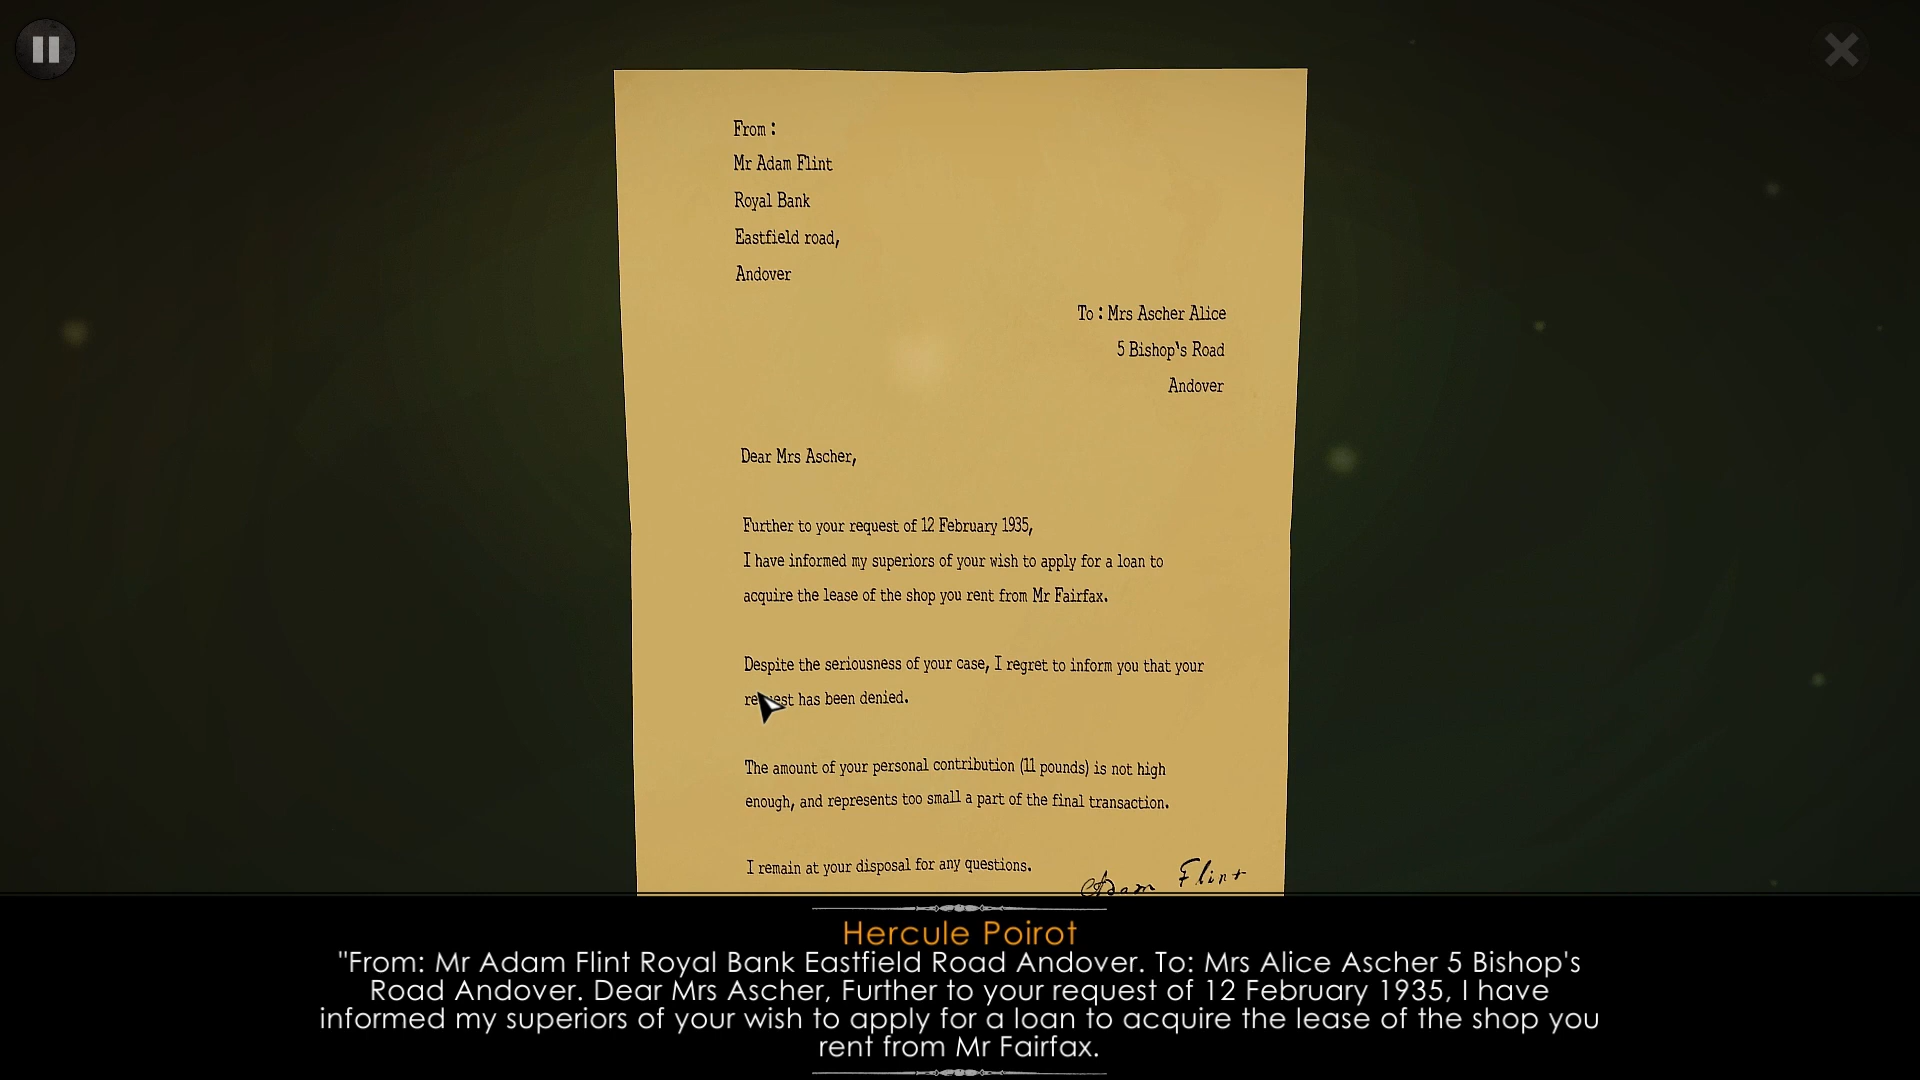 From :
Mr Adam Flint
Royal Bank
Eastfield road,
Andover
To : Mrs Ascher Alice
5 Bishop's Road
Andover
Dear Mrs Ascher,
Further to your request of 12 February 1935,
I have informed my superiors of your wish to apply for a loan to
acquire the lease of the shop you rent from Mr Fairfax.
Despite the seriousness of your case, I regret to inform you that your
request has been denied.
The amount of your personal contribution (11 pounds) is not high
enough, and represents too small a part of the final transaction.
I remain at your disposal for any questions.
Adam Flint
Hercule Poirot
"From: Mr Adam Flint Royal Bank Eastfield Road Andover. To: Mrs Alice Ascher 5 Bishop's
Road Andover. Dear Mrs Ascher, Further to your request of 12 February 1935, I have
informed my superiors of your wish to apply for a loan to acquire the lease of the shop you
rent from Mr Fairfax.